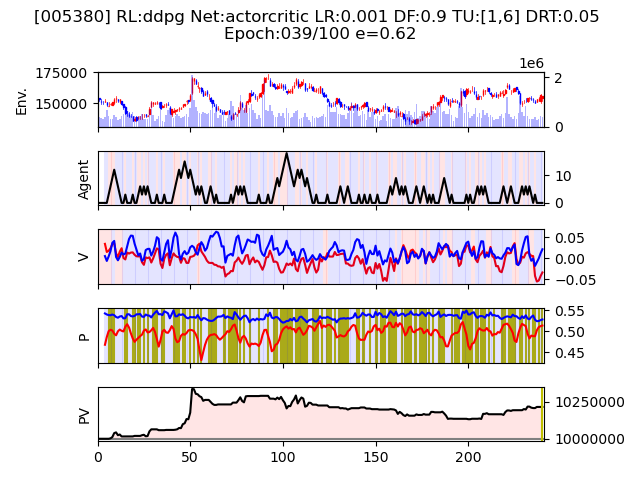 [005380] RL:ddpg Net:actorcritic LR:0.001 DF:0.9 TU:[1,6] DRT:0.05
Epoch:039/100 e=0.62
1e6
175000
150000
Env.
2
0
Agent
10
0
V
0.05
0.00
−0.05
P
0.55
0.50
0.45
PV
10250000
10000000
0 50 100 150 200